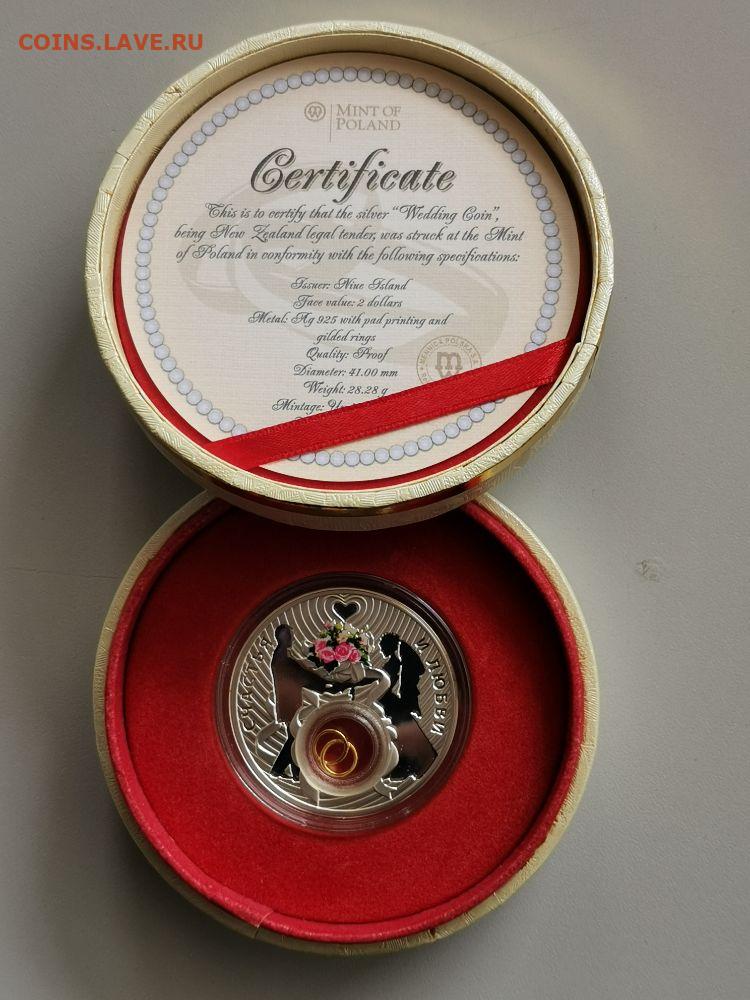 COINS.LAVE.RU
MINT OF
POLAND
Certificate
This is to certify that the silver "Wedding Coin",
being New Zealand legal tender, was struck at the Mint
of Poland in conformity with the following specifications:
Issuer: Niue Island
Face value: 2 dollars
Metal: Ag 925 with pad printing and
gilded rings
Quality: Proof
Diameter: 41.00 mm
Weight: 28.28 g
Mintage:
MENNICA POLSKA S.A.
СЧАСТЬЯ
И ЛЮБВИ